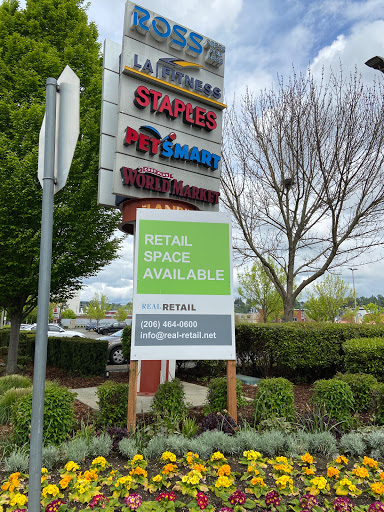 ROSS
LA FITNESS
STAPLES
PETSMART
WORLD MARKET
RETAIL
SPACE
AVAILABLE
REAL RETAIL
(206) 464-0600
info@real-retail.net